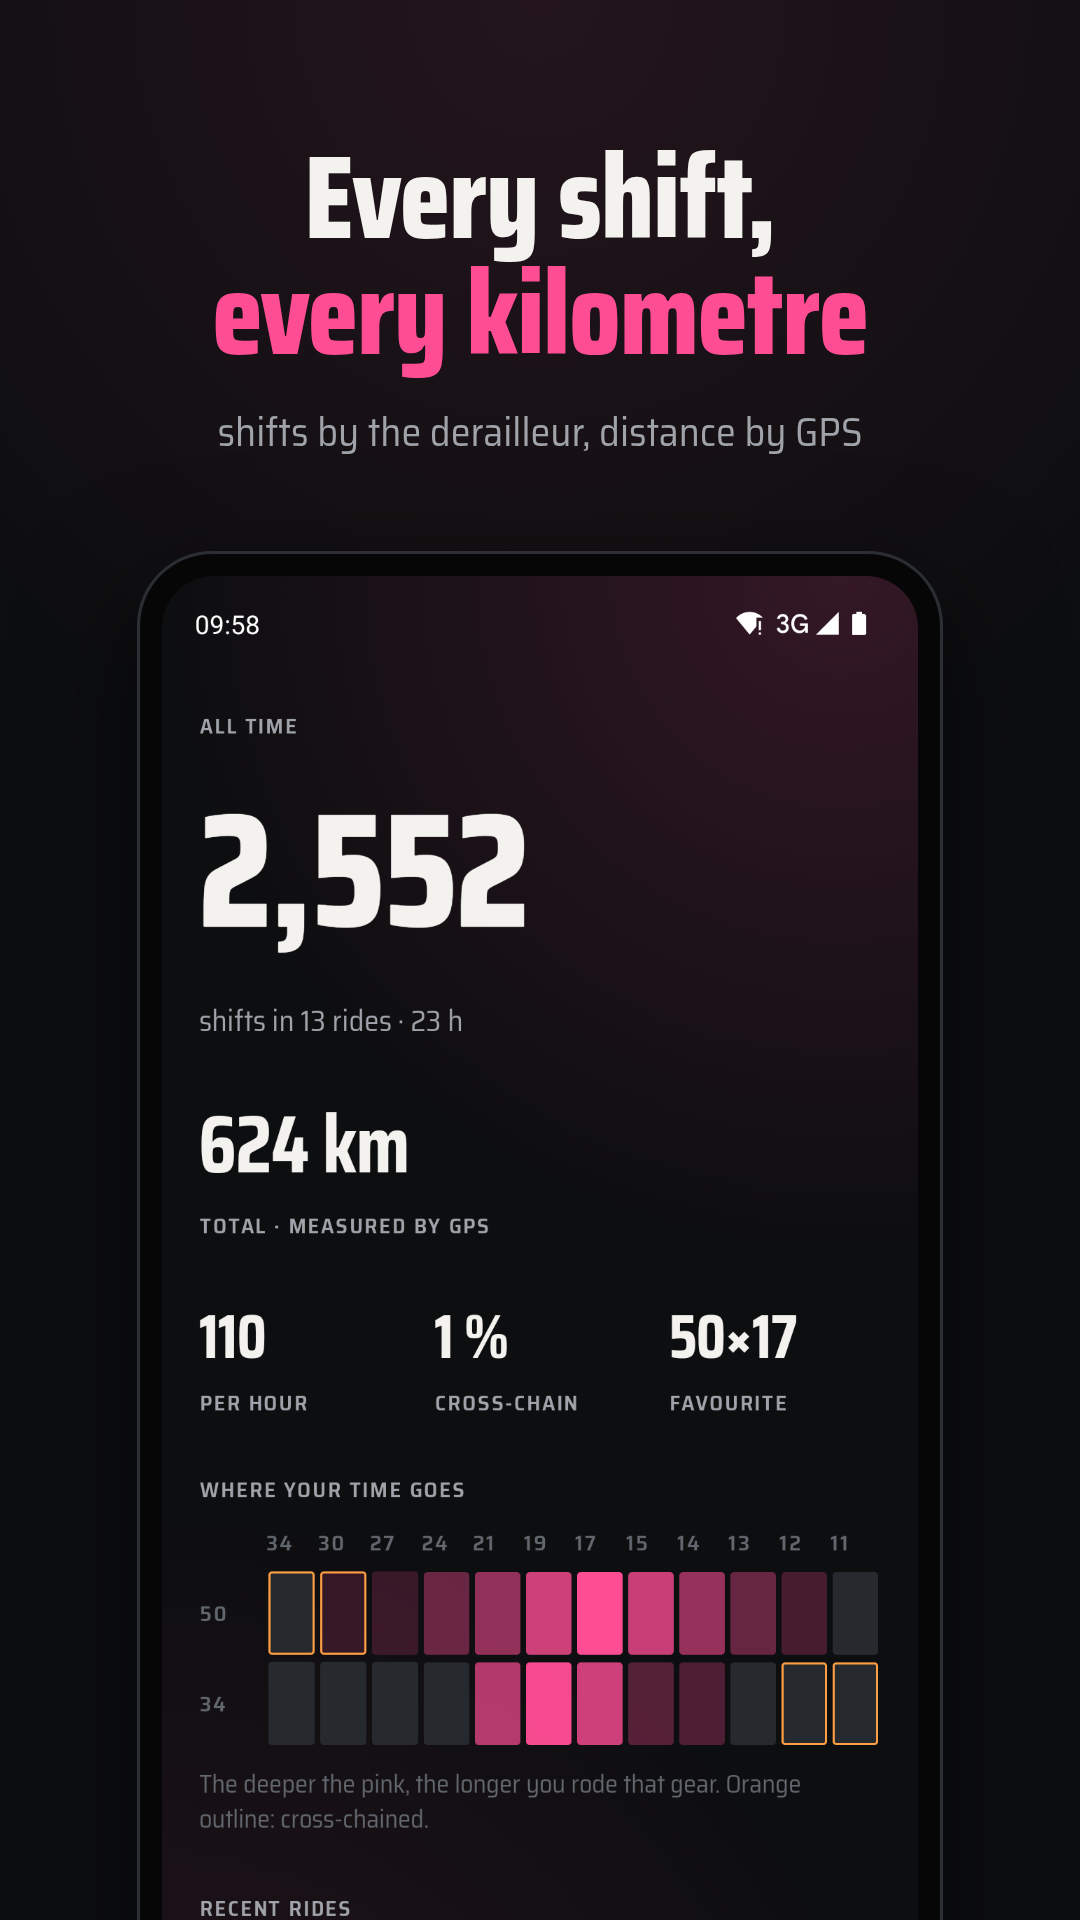 Every shift,
every kilometre
shifts by the derailleur, distance by GPS
09:58 3G
ALL TIME
2,552
shifts in 13 rides · 23 h
624 km
TOTAL · MEASURED BY GPS
110 1 % 50×17
PER HOUR CROSS-CHAIN FAVOURITE
WHERE YOUR TIME GOES
34 30 27 24 21 19 17 15 14 13 12 11
50
34
The deeper the pink, the longer you rode that gear. Orange
outline: cross-chained.
RECENT RIDES